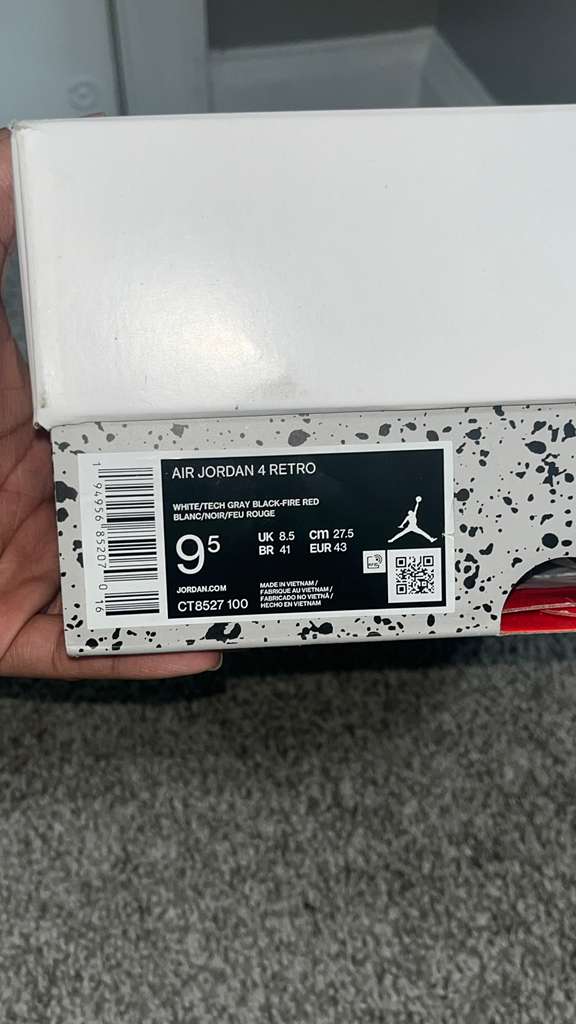 AIR JORDAN 4 RETRO
WHITE/TECH GRAY BLACK-FIRE RED
BLANC/NOIR/FEU ROUGE
9⁵
UK 8.5 cm 27.5
BR 41 EUR 43
JORDAN.COM
CT8527 100
MADE IN VIETNAM /
FABRIQUE AU VIETNAM /
FABRICADO NO VIETNÃ /
HECHO EN VIETNAM
1 94956 85207 0 16